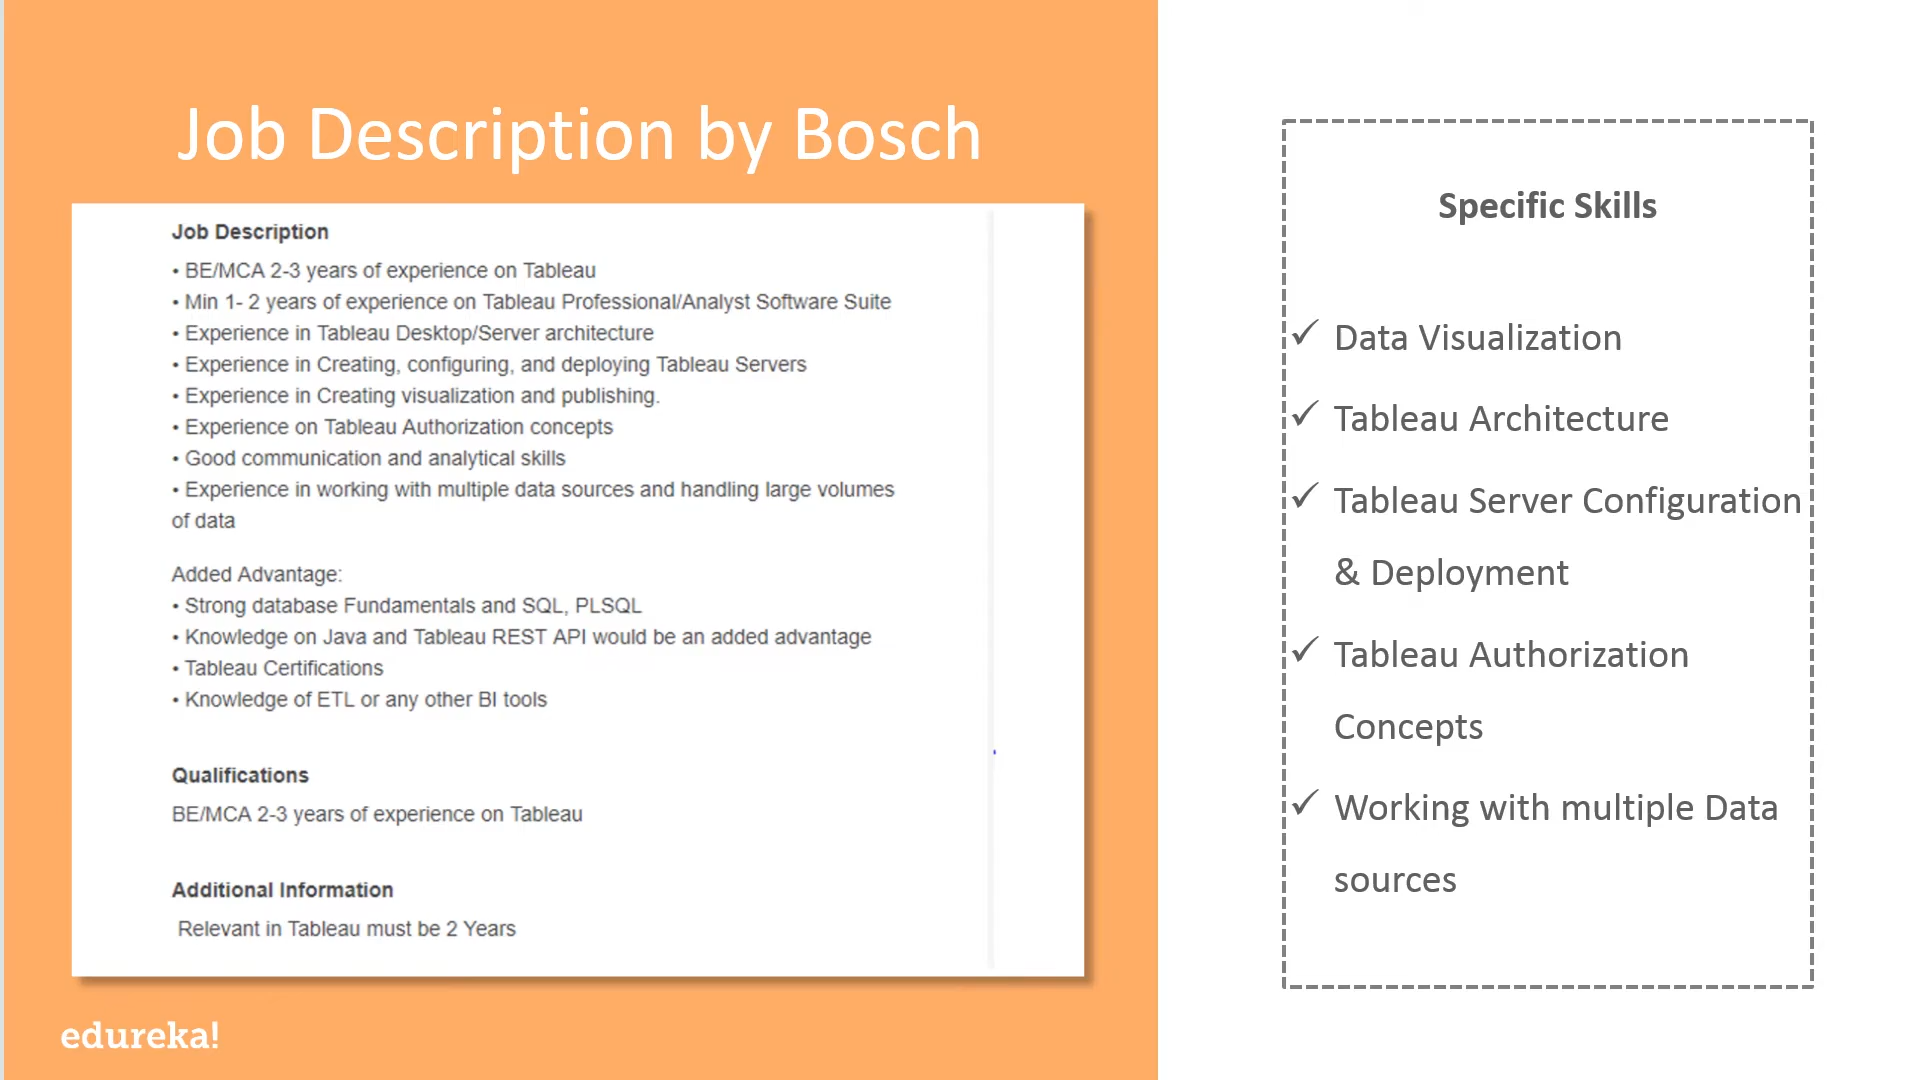 Job Description by Bosch
Job Description
• BE/MCA 2-3 years of experience on Tableau
• Min 1- 2 years of experience on Tableau Professional/Analyst Software Suite
• Experience in Tableau Desktop/Server architecture
• Experience in Creating, configuring, and deploying Tableau Servers
• Experience in Creating visualization and publishing.
• Experience on Tableau Authorization concepts
• Good communication and analytical skills
• Experience in working with multiple data sources and handling large volumes
of data
Added Advantage:
• Strong database Fundamentals and SQL, PLSQL
• Knowledge on Java and Tableau REST API would be an added advantage
• Tableau Certifications
• Knowledge of ETL or any other BI tools
Qualifications
BE/MCA 2-3 years of experience on Tableau
Additional Information
Relevant in Tableau must be 2 Years
edureka!
Specific Skills
✓ Data Visualization
✓ Tableau Architecture
✓ Tableau Server Configuration
& Deployment
✓ Tableau Authorization
Concepts
✓ Working with multiple Data
sources